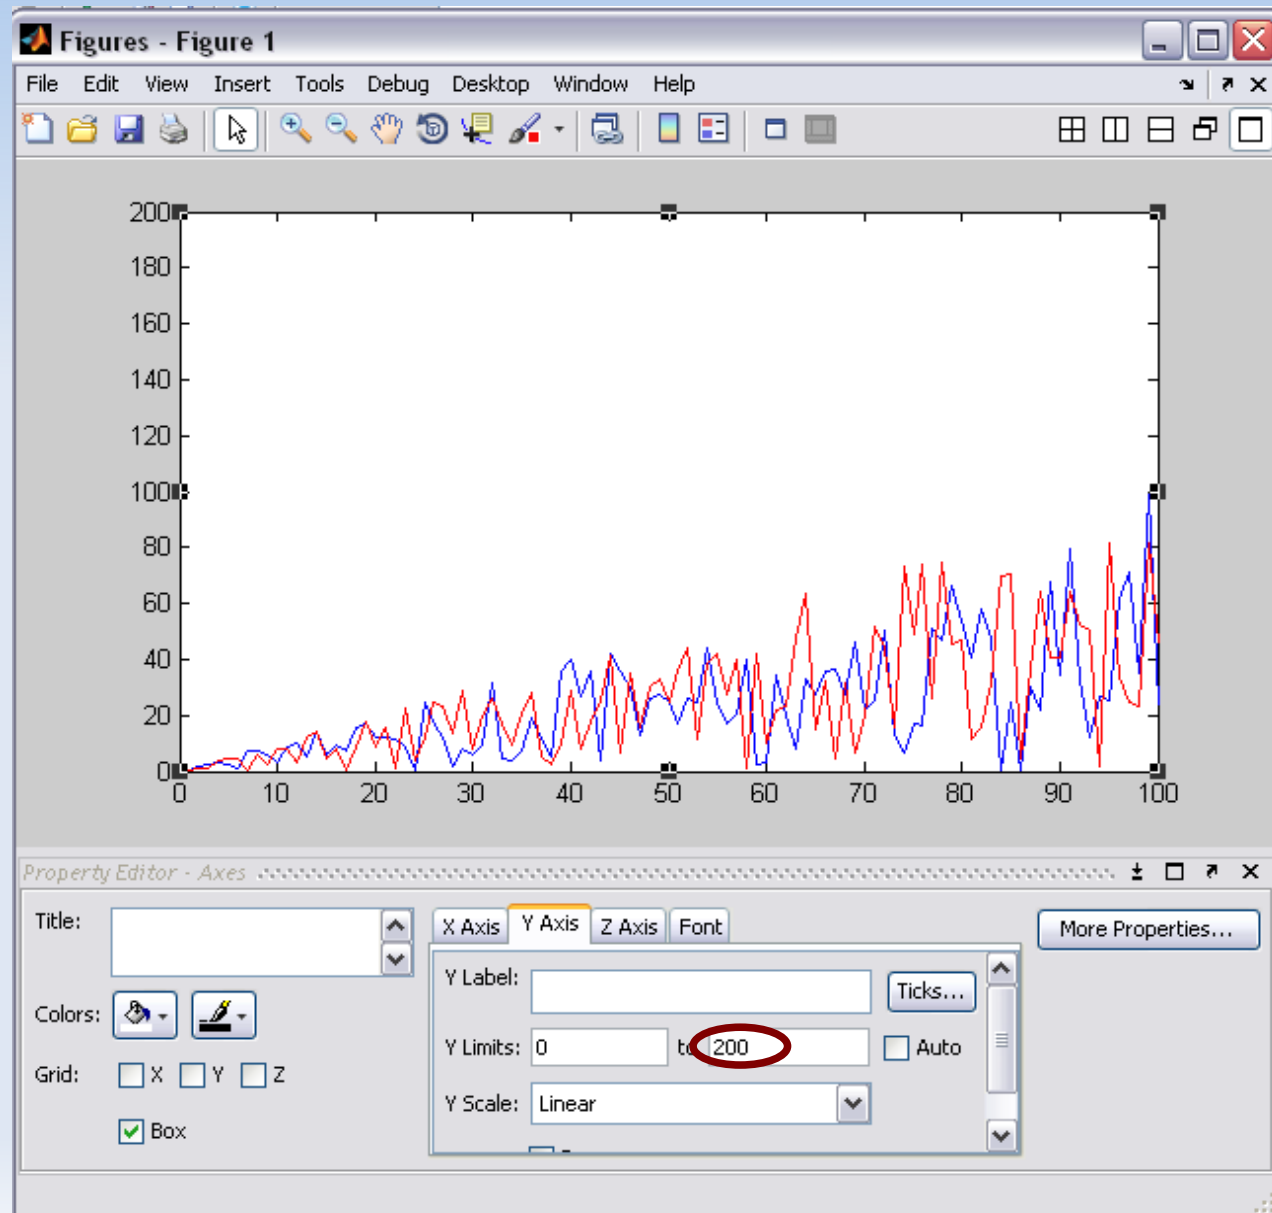 Figures - Figure 1
File Edit View Insert Tools Debug Desktop Window Help
200
180
160
140
120
100
80
60
40
20
0
0 10 20 30 40 50 60 70 80 90 100
Property Editor - Axes
Title:
X Axis Y Axis Z Axis Font
More Properties...
Y Label:
Ticks...
Colors:
Y Limits: 0 to 200 Auto
Grid: X Y Z
Y Scale: Linear
Box